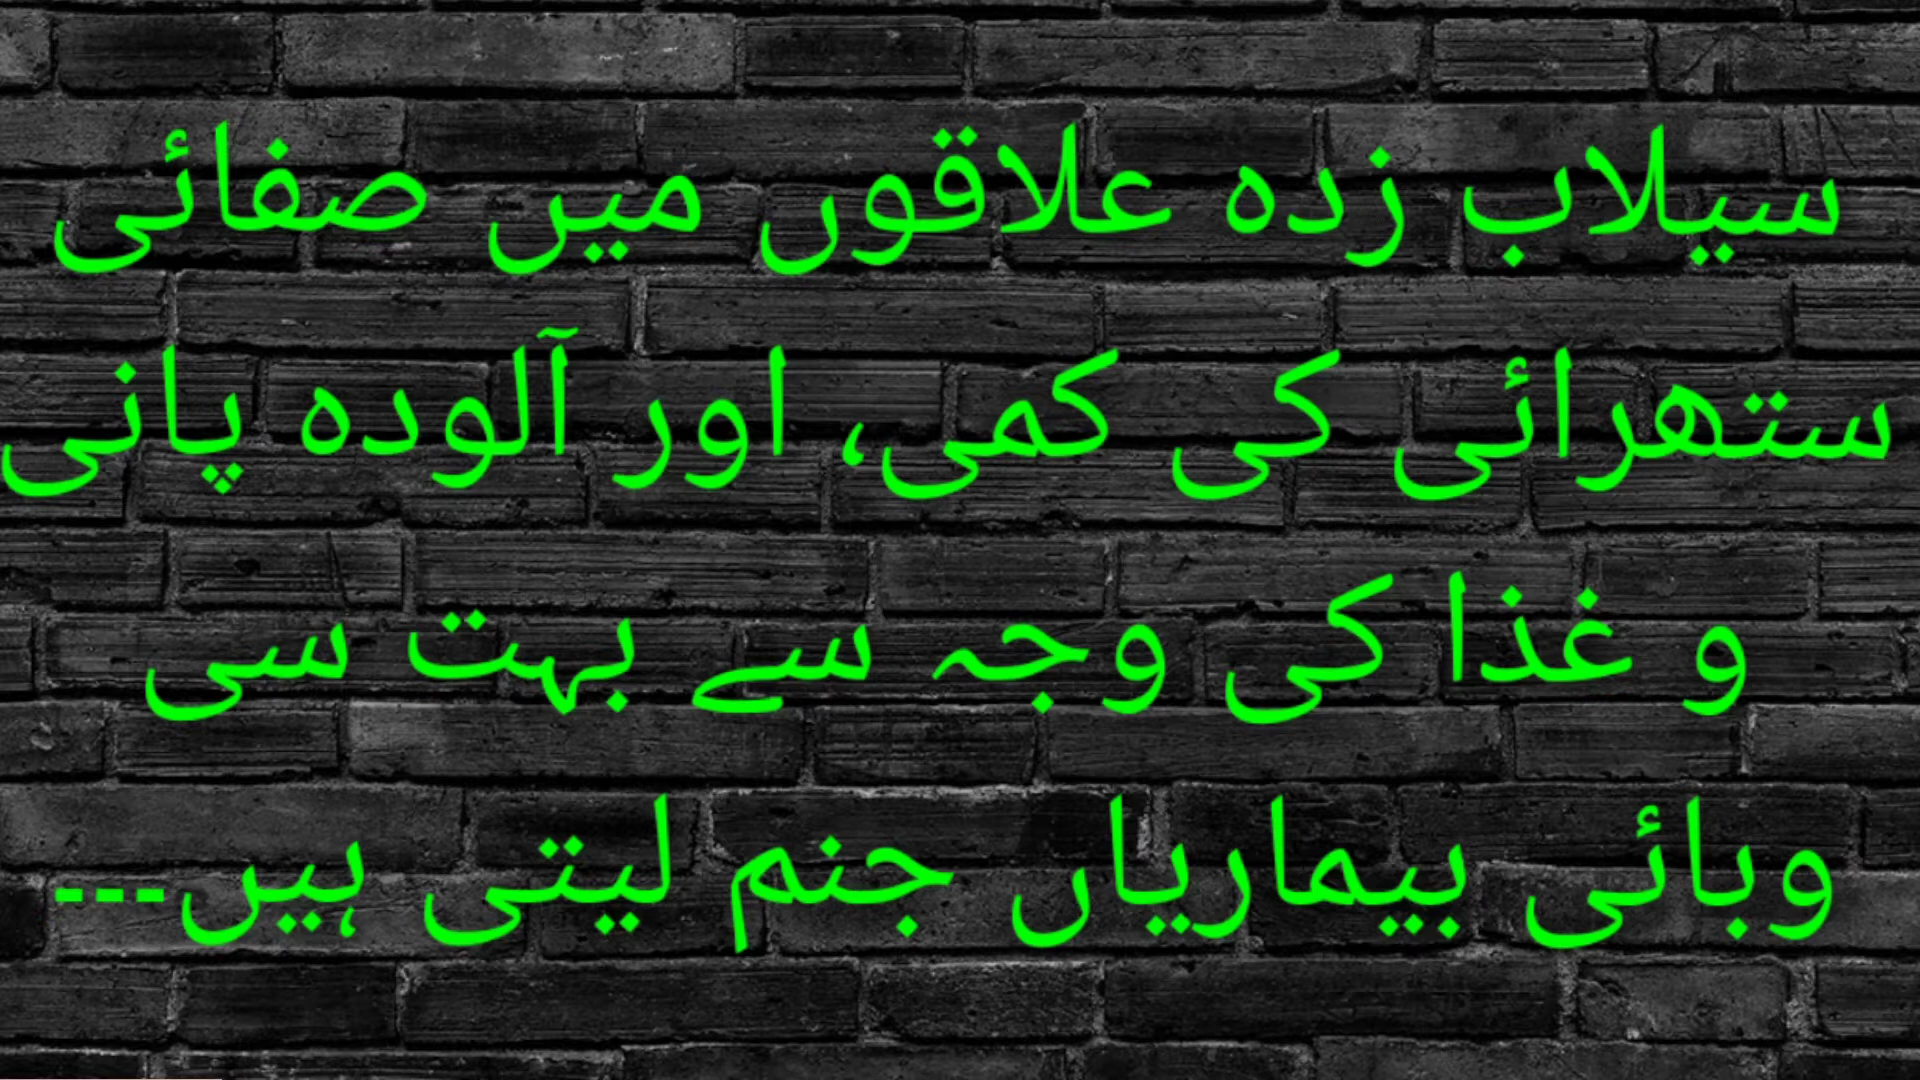 سیلاب زدہ علاقوں میں صفائی
ستھرائی کی کمی، اور آلودہ پانی
و غذا کی وجہ سے بہت سی
وبائی بیماریاں جنم لیتی ہیں---